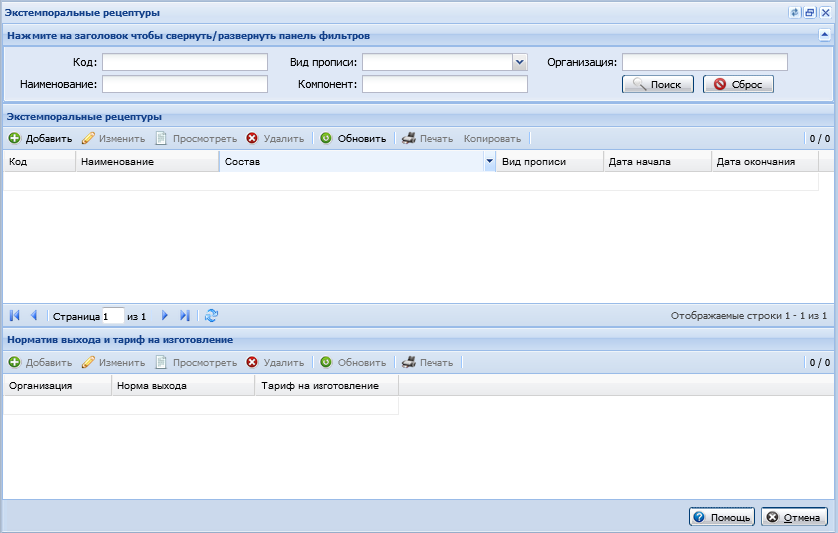 Экстемпоральные рецептуры
Нажмите на заголовок чтобы свернуть/развернуть панель фильтров
Код: Вид прописи: Организация:
Наименование: Компонент: Поиск Сброс
Экстемпоральные рецептуры
Добавить Изменить Просмотреть Удалить Обновить Печать Копировать 0 / 0
Код Наименование Состав Вид прописи Дата начала Дата окончания
Страница 1 из 1 Отображаемые строки 1 - 1 из 1
Норматив выхода и тариф на изготовление
Добавить Изменить Просмотреть Удалить Обновить Печать 0 / 0
Организация Норма выхода Тариф на изготовление
Помощь Отмена